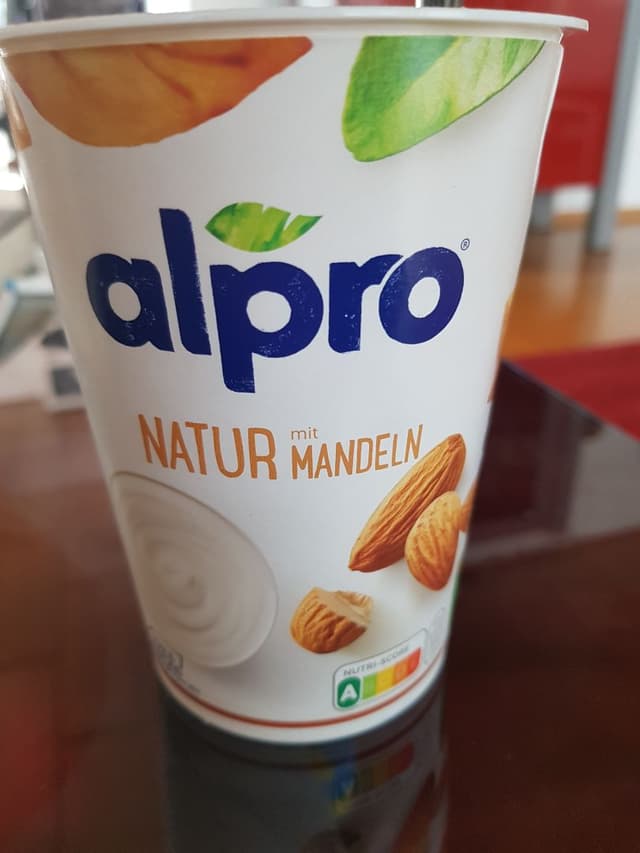 alpro®
NATUR mit MANDELN
NUTRI-SCORE
A